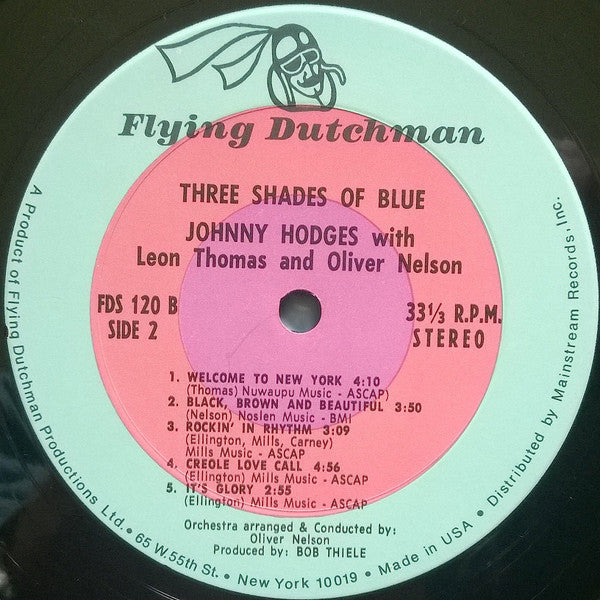 Flying Dutchman
THREE SHADES OF BLUE
JOHNNY HODGES with
Leon Thomas and Oliver Nelson
FDS 120 B
SIDE 2
33⅓ R.P.M.
STEREO
1. WELCOME TO NEW YORK 4:10
(Thomas) Nuwaupu Music - ASCAP)
2. BLACK, BROWN AND BEAUTIFUL 3:50
(Nelson) Noslen Music - BMI
3. ROCKIN' IN RHYTHM 3:09
(Ellington, Mills, Carney)
Mills Music - ASCAP
4. CREOLE LOVE CALL 4:56
(Ellington) Mills Music - ASCAP
5. IT'S GLORY 2:55
(Ellington) Mills Music - ASCAP
Orchestra arranged & Conducted by:
Oliver Nelson
Produced by: BOB THIELE
A Product of Flying Dutchman Productions Ltd. • 65 W. 55th St. • New York 10019 • Made in USA • Distributed by Mainstream Records, Inc.